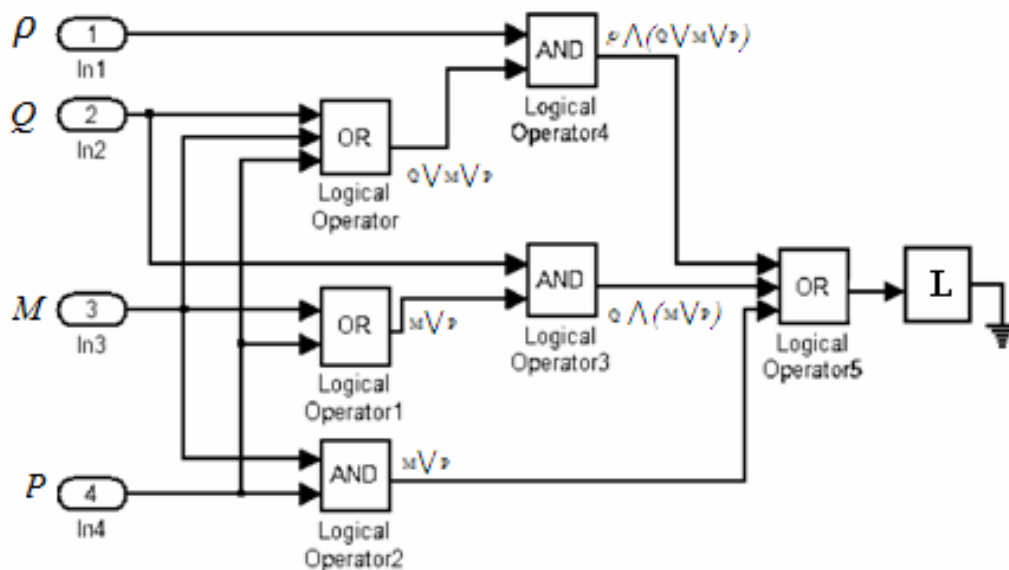 ρ
1
In1
Q
2
In2
M
3
In3
P
4
In4
OR
Logical
Operator
Q⋁M⋁P
OR
Logical
Operator1
M⋁P
AND
Logical
Operator2
M⋁P
AND
Logical
Operator4
ρ⋀(Q⋁M⋁P)
AND
Logical
Operator3
Q⋀(M⋁P)
OR
Logical
Operator5
L